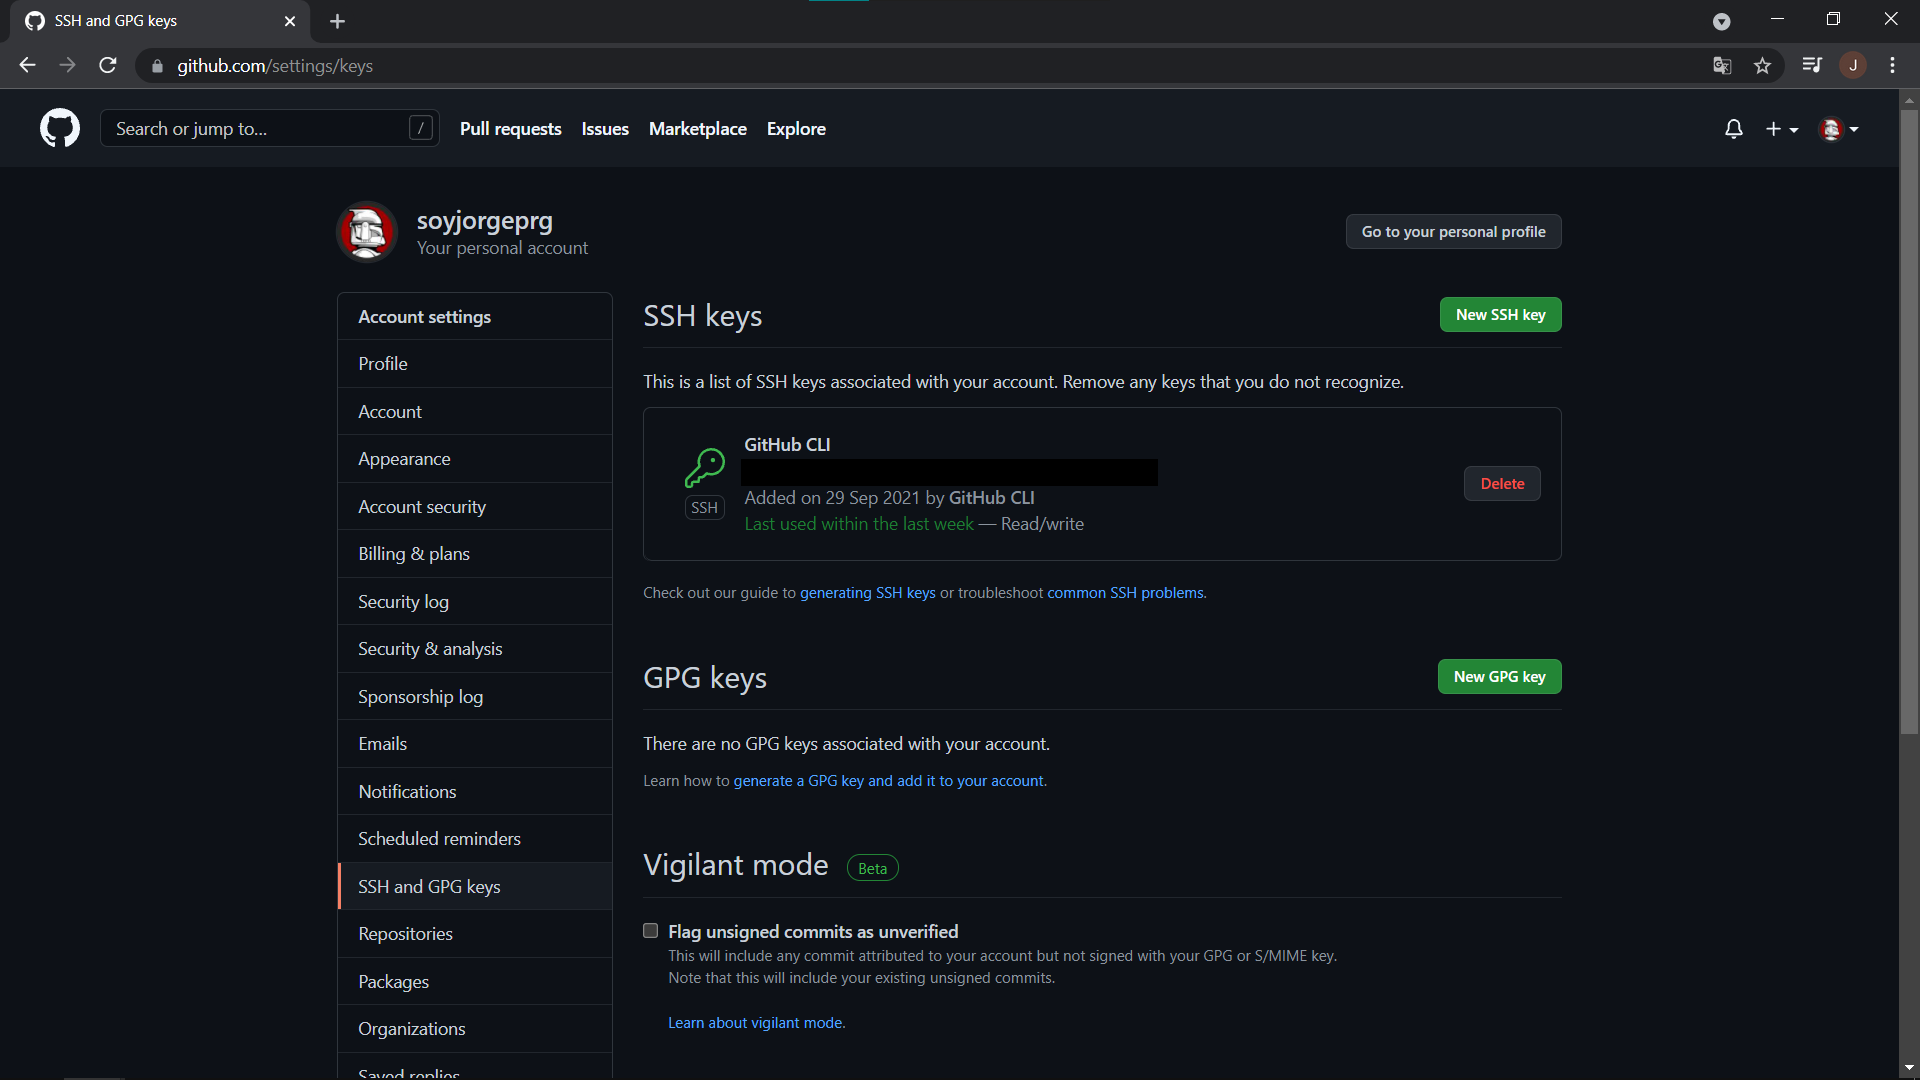 SSH and GPG keys
github.com/settings/keys
J
Search or jump to...
/
Pull requests
Issues
Marketplace
Explore
soyjorgeprg
Your personal account
Go to your personal profile
Account settings
Profile
Account
Appearance
Account security
Billing & plans
Security log
Security & analysis
Sponsorship log
Emails
Notifications
Scheduled reminders
SSH and GPG keys
Repositories
Packages
Organizations
Saved replies
SSH keys
New SSH key
This is a list of SSH keys associated with your account. Remove any keys that you do not recognize.
GitHub CLI
SSH
Added on 29 Sep 2021 by GitHub CLI
Last used within the last week — Read/write
Delete
Check out our guide to generating SSH keys or troubleshoot common SSH problems.
GPG keys
New GPG key
There are no GPG keys associated with your account.
Learn how to generate a GPG key and add it to your account.
Vigilant mode
Beta
Flag unsigned commits as unverified
This will include any commit attributed to your account but not signed with your GPG or S/MIME key.
Note that this will include your existing unsigned commits.
Learn about vigilant mode.